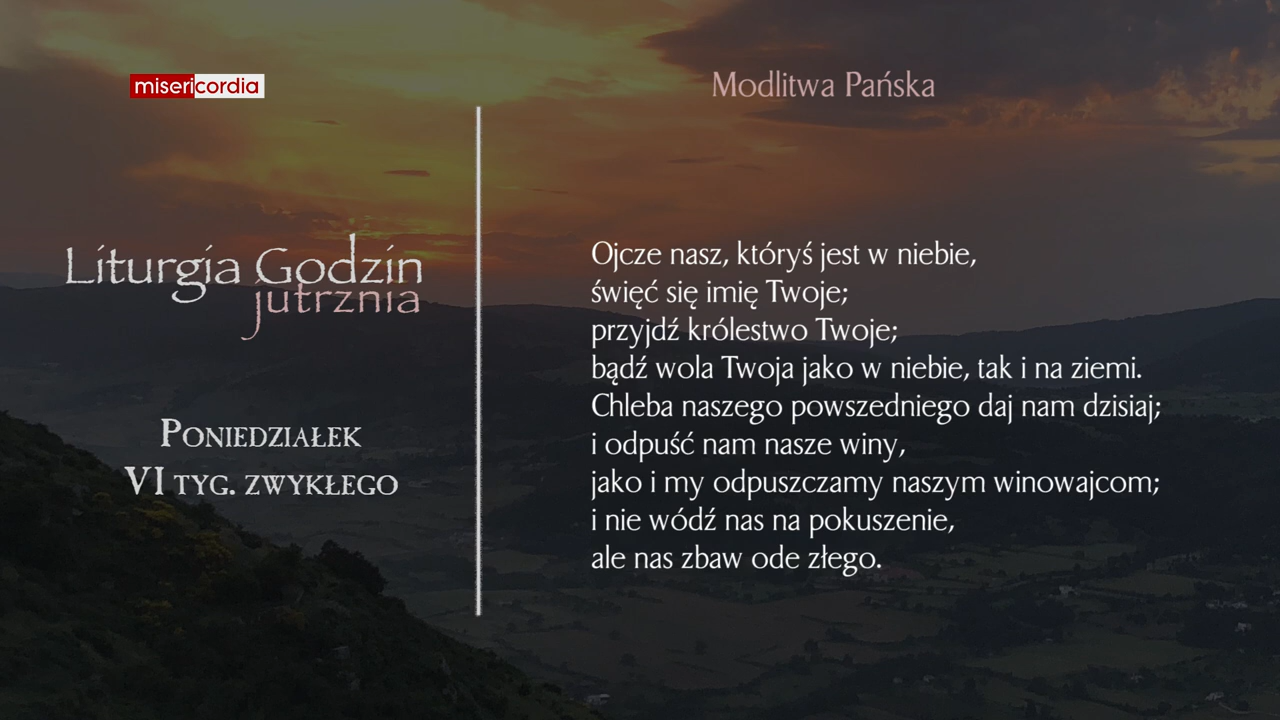 misericordia
Liturgia Godzin
jutrznia
Poniedziałek
VI tyg. zwykłego
Modlitwa Pańska
Ojcze nasz, któryś jest w niebie,
święć się imię Twoje;
przyjdź królestwo Twoje;
bądź wola Twoja jako w niebie, tak i na ziemi.
Chleba naszego powszedniego daj nam dzisiaj;
i odpuść nam nasze winy,
jako i my odpuszczamy naszym winowajcom;
i nie wódź nas na pokuszenie,
ale nas zbaw ode złego.